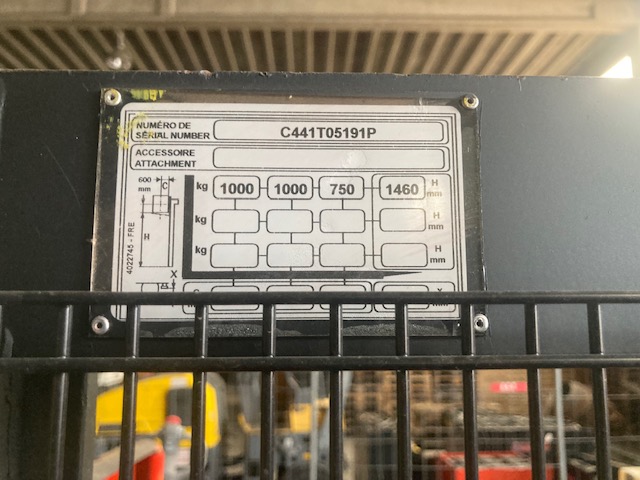 NUMÉRO DE
SÉRIAL NUMBER
C441T05191P
ACCESSOIRE
ATTACHMENT
600
mm
C
kg 1000 1000 750 1460 H
mm
kg H
mm
kg H
mm
H
X
4022745 - FRE